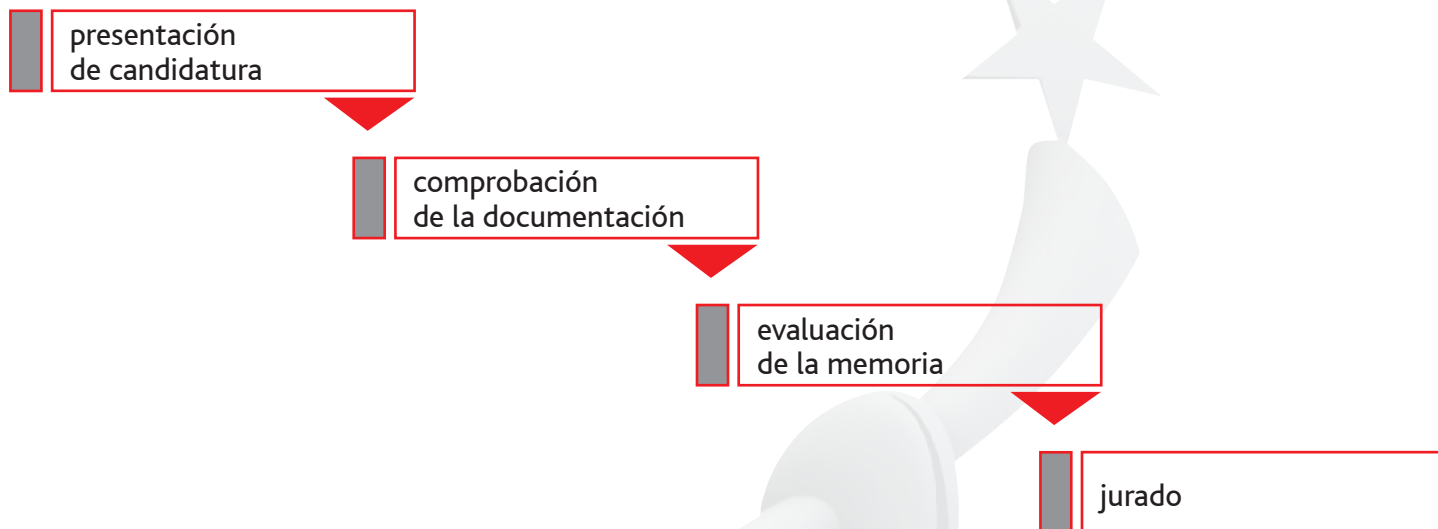 presentación
de candidatura
comprobación
de la documentación
evaluación
de la memoria
jurado